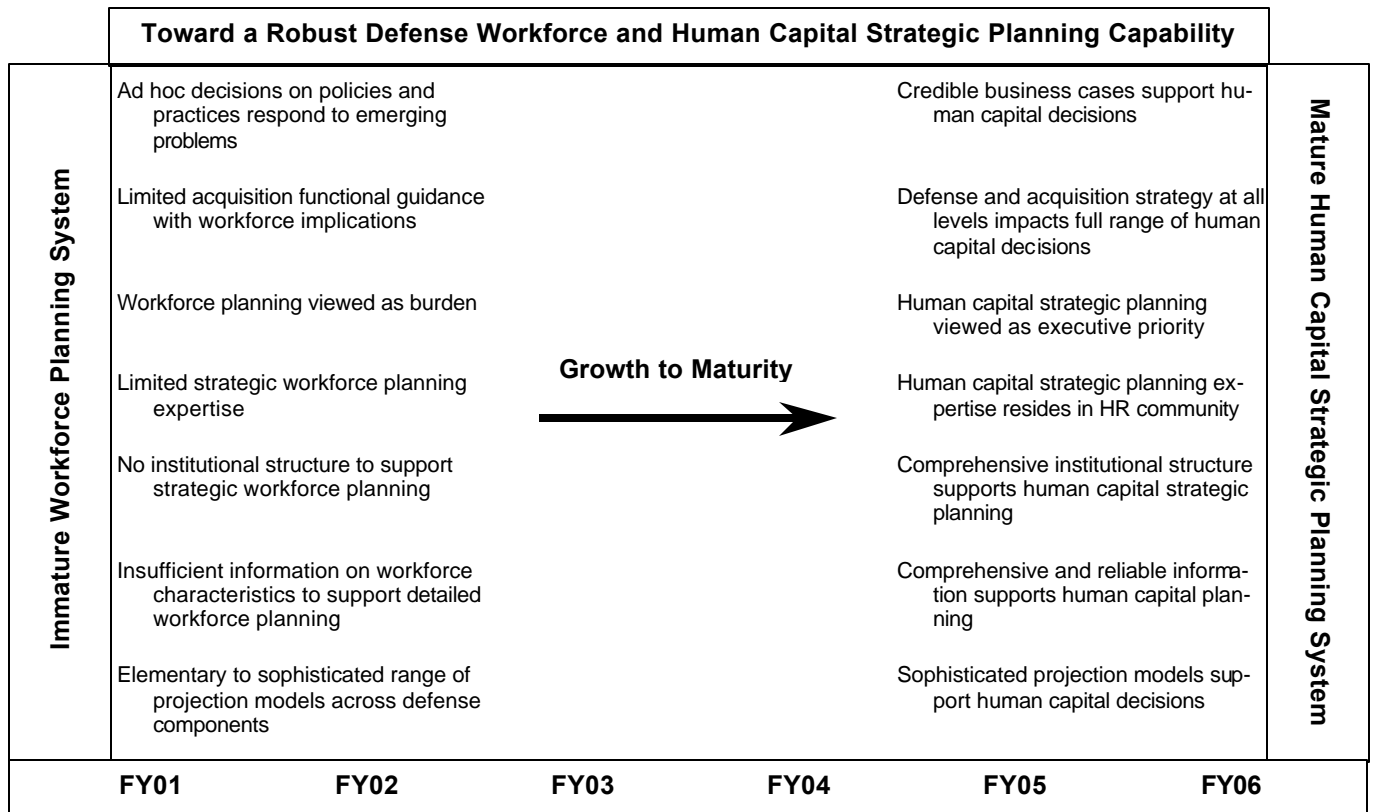 Toward a Robust Defense Workforce and Human Capital Strategic Planning Capability
Immature Workforce Planning System
Ad hoc decisions on policies and
practices respond to emerging
problems
Limited acquisition functional guidance
with workforce implications
Workforce planning viewed as burden
Limited strategic workforce planning
expertise
No institutional structure to support
strategic workforce planning
Insufficient information on workforce
characteristics to support detailed
workforce planning
Elementary to sophisticated range of
projection models across defense
components
Growth to Maturity
Credible business cases support hu-
man capital decisions
Defense and acquisition strategy at all
levels impacts full range of human
capital decisions
Human capital strategic planning
viewed as executive priority
Human capital strategic planning ex-
pertise resides in HR community
Comprehensive institutional structure
supports human capital strategic
planning
Comprehensive and reliable informa-
tion supports human capital plan-
ning
Sophisticated projection models sup-
port human capital decisions
Mature Human Capital Strategic Planning System
FY01 FY02 FY03 FY04 FY05 FY06